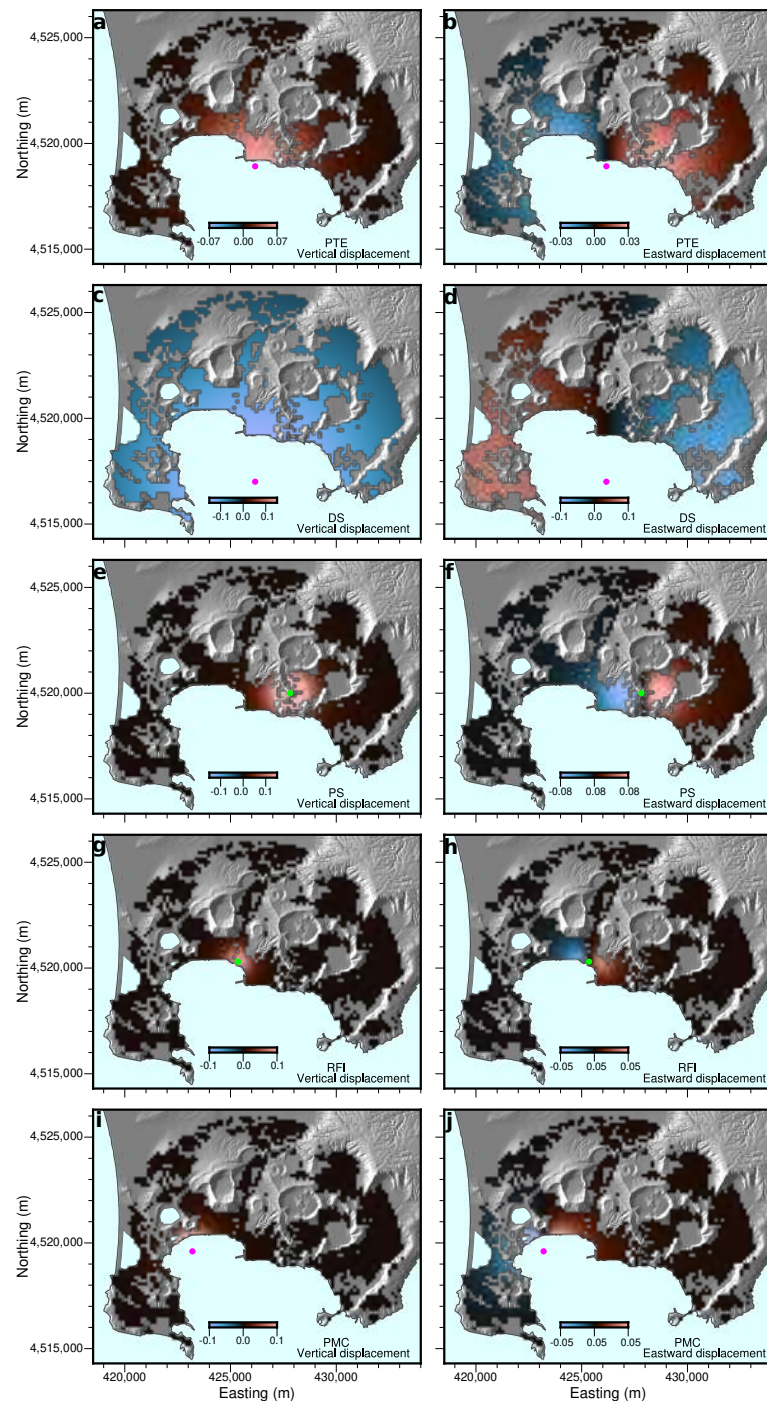 a
b
4,525,000
4,520,000
4,515,000
Northing (m)
-0.07 0.00 0.07
PTE
Vertical displacement
-0.03 0.01 0.03
PTE
Eastward displacement
c
d
4,525,000
4,520,000
4,515,000
Northing (m)
-0.1 0.0 0.1
DS
Vertical displacement
-0.1 0.0 0.1
DS
Eastward displacement
e
f
4,525,000
4,520,000
4,515,000
Northing (m)
-0.1 0.0 0.1
PS
Vertical displacement
-0.08 0.08 0.08
PS
Eastward displacement
g
h
4,525,000
4,520,000
4,515,000
Northing (m)
-0.1 0.0 0.1
RFI
Vertical displacement
-0.05 0.05 0.05
RFI
Eastward displacement
i
j
4,525,000
4,520,000
4,515,000
Northing (m)
-0.1 0.0 0.1
PMC
Vertical displacement
-0.05 0.05 0.05
PMC
Eastward displacement
420,000 425,000 430,000
Easting (m)
420,000 425,000 430,000
Easting (m)